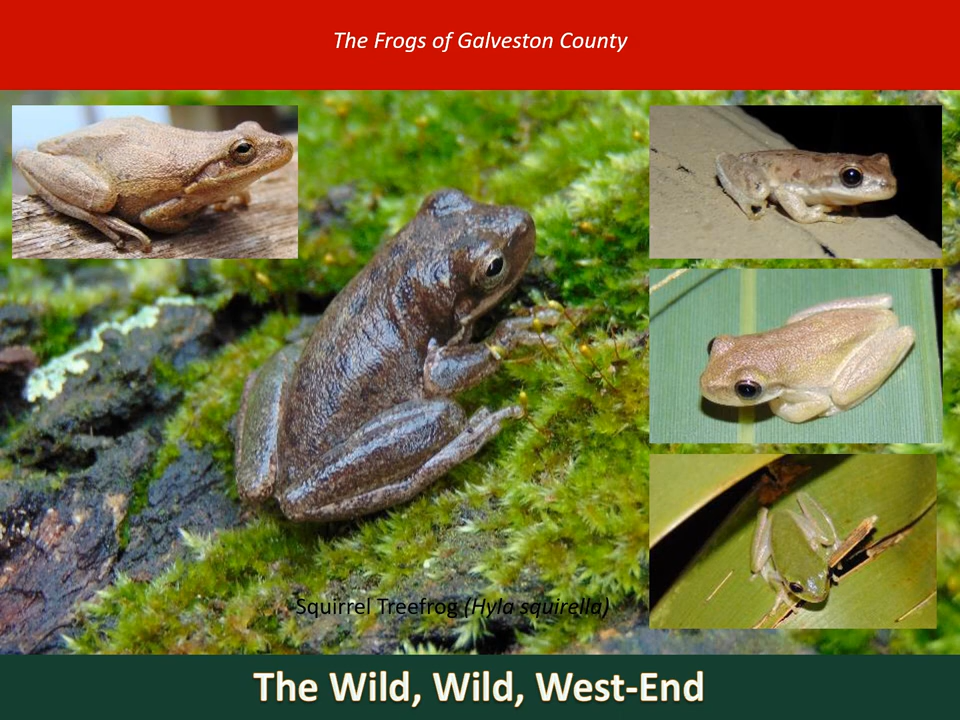 The Frogs of Galveston County
Squirrel Treefrog (Hyla squirella)
The Wild, Wild, West-End